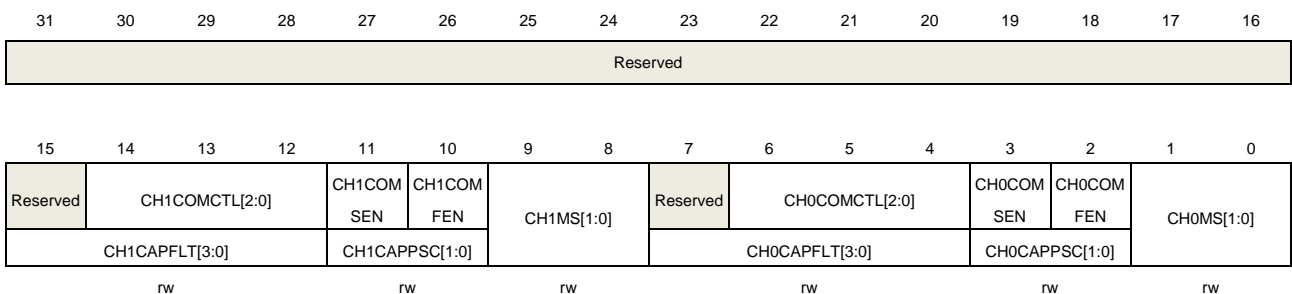 31 30 29 28 27 26 25 24 23 22 21 20 19 18 17 16
Reserved
15 14 13 12 11 10 9 8 7 6 5 4 3 2 1 0
Reserved CH1COMCTL[2:0] CH1COM SEN CH1COM FEN CH1MS[1:0] Reserved CH0COMCTL[2:0] CH0COM SEN CH0COM FEN CH0MS[1:0]
CH1CAPFLT[3:0] CH1CAPPSC[1:0] CH0CAPFLT[3:0] CH0CAPPSC[1:0]
rw rw rw rw rw rw